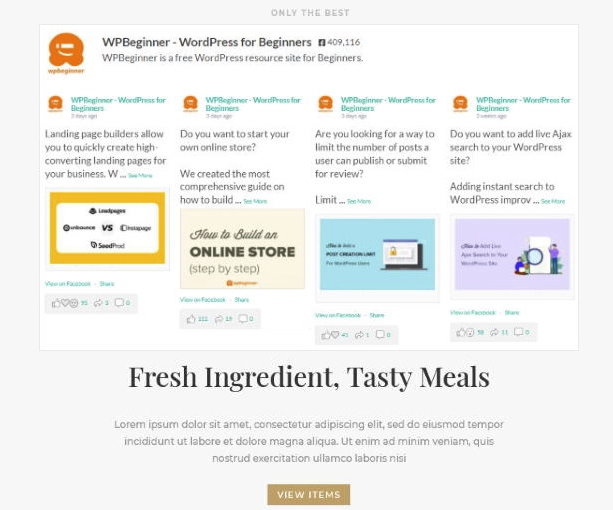 ONLY THE BEST
WPBeginner - WordPress for Beginners 409,116
WPBeginner is a free WordPress resource site for Beginners.
wpbeginner
WPBeginner - WordPress for
Beginners
3 days ago
Landing page builders allow
you to quickly create high-
converting landing pages for
your business. W ... See More
Leadpages
unbounce VS Instapage
SeedProd
View on Facebook · Share
95 3 0
WPBeginner - WordPress for
Beginners
3 days ago
Do you want to start your
own online store?
We created the most
comprehensive guide on
how to build ... See More
How to Build an
ONLINE STORE
(step by step)
wpbeginner
View on Facebook · Share
111 19 0
WPBeginner - WordPress for
Beginners
3 days ago
Are you looking for a way to
limit the number of posts a
user can publish or submit
for review?
Limit ... See More
How to Add a
POST CREATION LIMIT
For WordPress Users
View on Facebook · Share
41 1 0
WPBeginner - WordPress for
Beginners
2 weeks ago
Do you want to add live Ajax
search to your WordPress
site?
Adding instant search to
WordPress improv ... See More
How to Add Live
Ajax Search to Your
WordPress Site
View on Facebook · Share
58 11 0
Fresh Ingredient, Tasty Meals
Lorem ipsum dolor sit amet, consectetur adipiscing elit, sed do eiusmod tempor
incididunt ut labore et dolore magna aliqua. Ut enim ad minim veniam, quis
nostrud exercitation ullamco laboris nisi
VIEW ITEMS